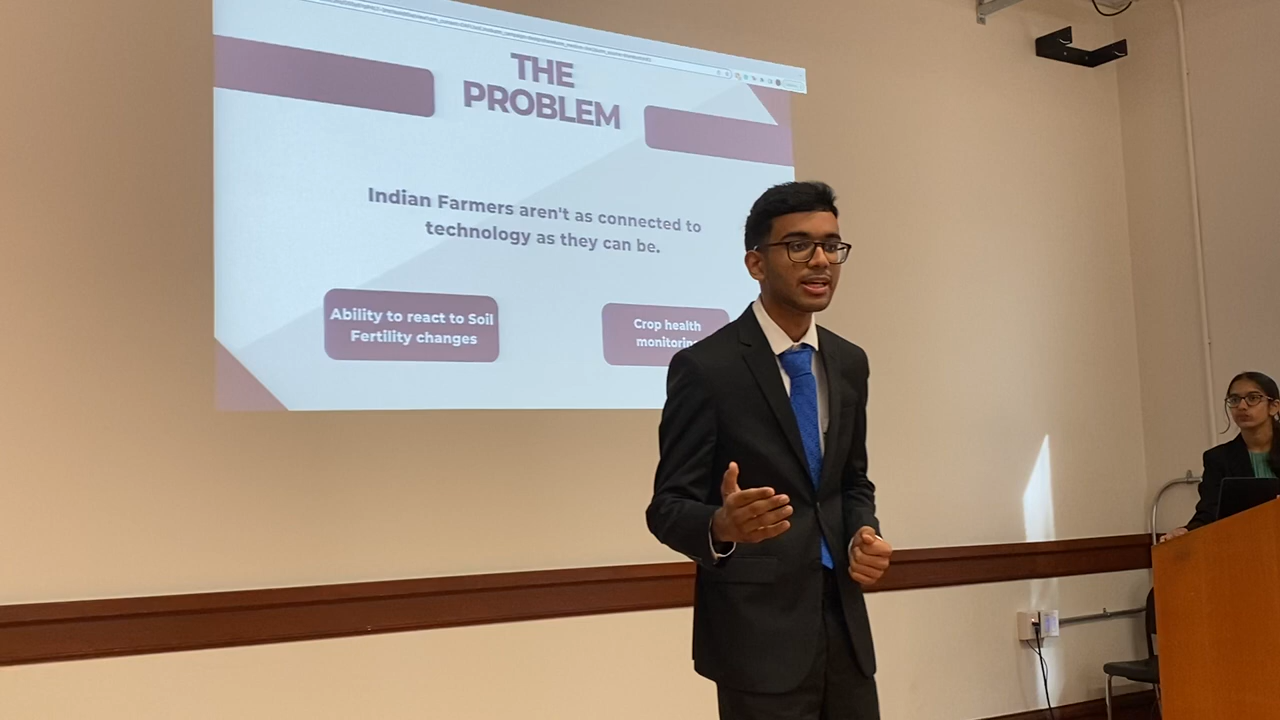 THE
PROBLEM
Indian Farmers aren't as connected to
technology as they can be.
Ability to react to Soil
Fertility changes
Crop health
monitoring